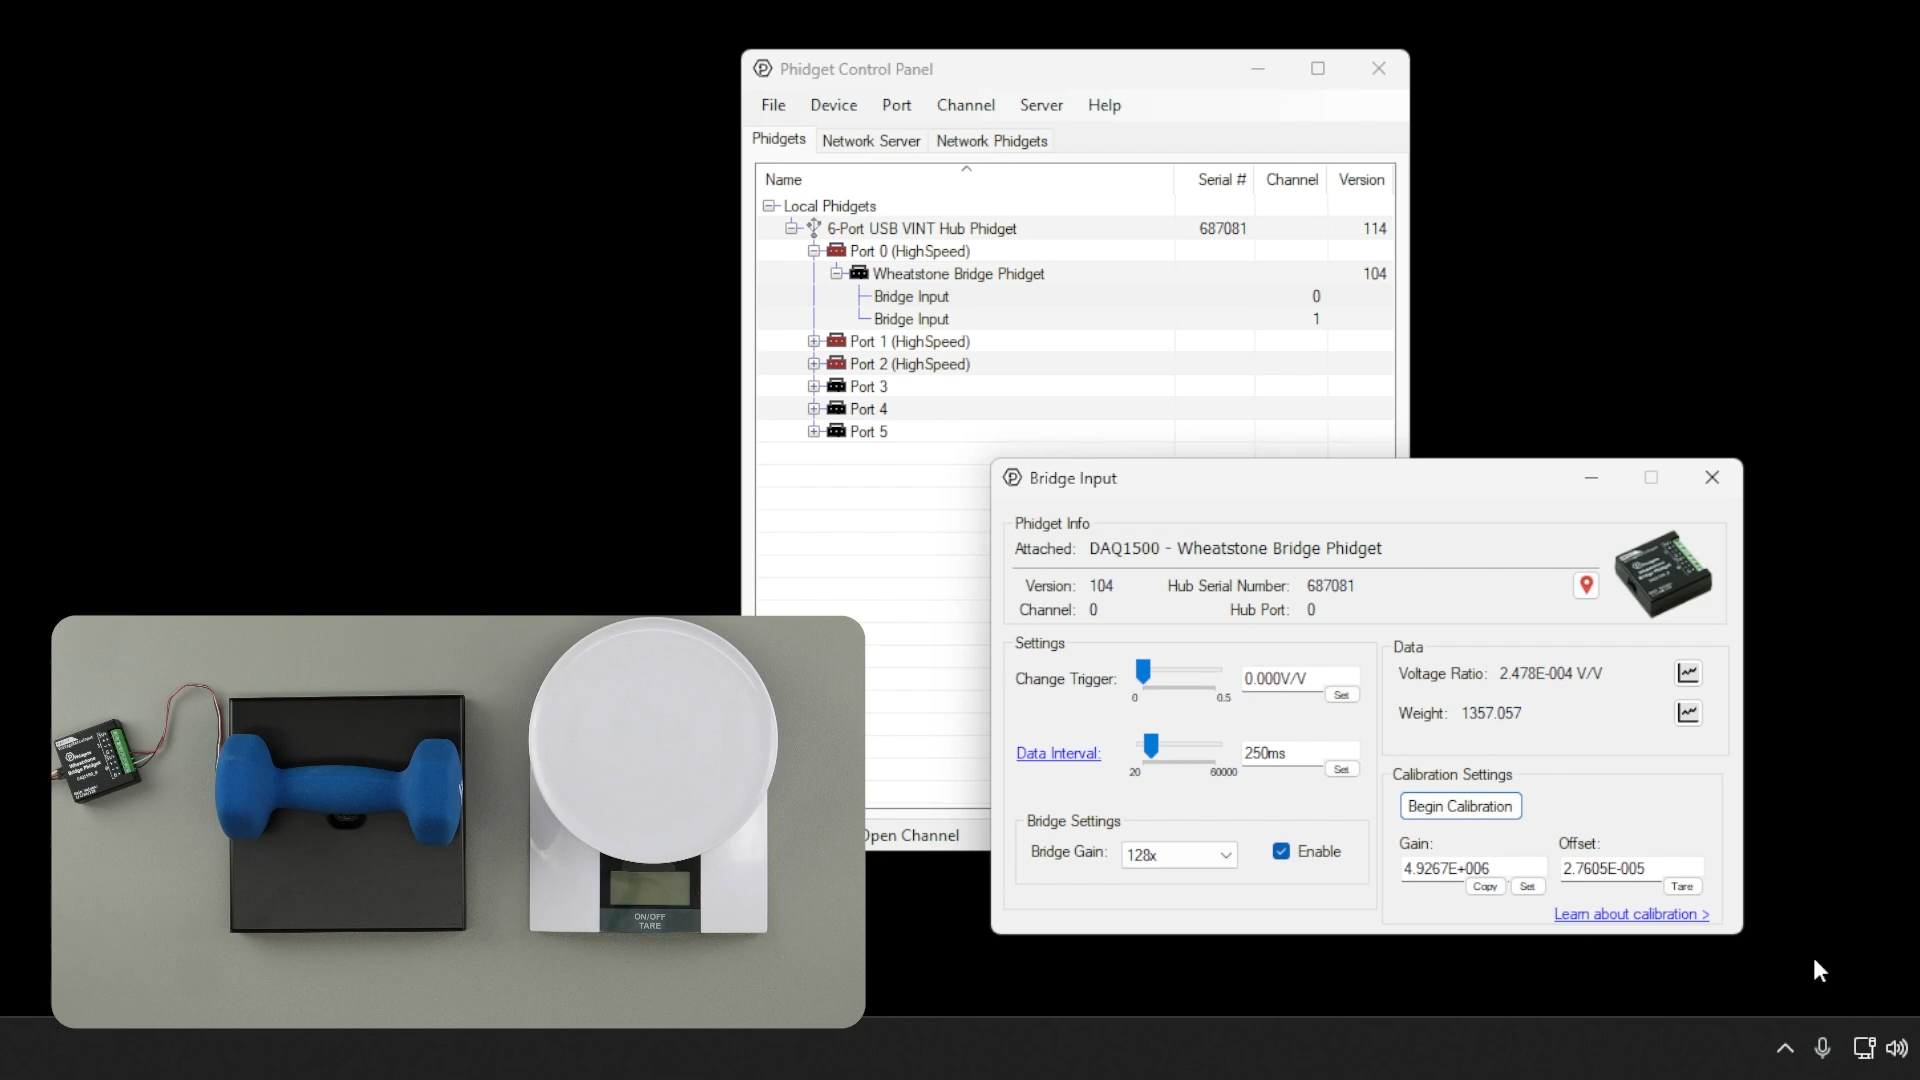 Phidget Control Panel
File Device Port Channel Server Help
Phidgets Network Server Network Phidgets
Name Serial # Channel Version
Local Phidgets
6-Port USB VINT Hub Phidget 687081 114
Port 0 (HighSpeed)
Wheatstone Bridge Phidget 104
Bridge Input 0
Bridge Input 1
Port 1 (HighSpeed)
Port 2 (HighSpeed)
Port 3
Port 4
Port 5
Open Channel
Bridge Input
Phidget Info
Attached: DAQ1500 - Wheatstone Bridge Phidget
Version: 104 Hub Serial Number: 687081
Channel: 0 Hub Port: 0
Settings
Change Trigger: 0.000V/V
0 0.5 Set
Data Interval: 250ms
20 60000 Set
Bridge Settings
Bridge Gain: 128x Enable
Data
Voltage Ratio: 2.478E-004 V/V
Weight: 1357.057
Calibration Settings
Begin Calibration
Gain: Offset:
4.9267E+006 2.7605E-005
Copy Set Tare
Learn about calibration >
Wheatstone
Bridge Phidget
ON/OFF
TARE